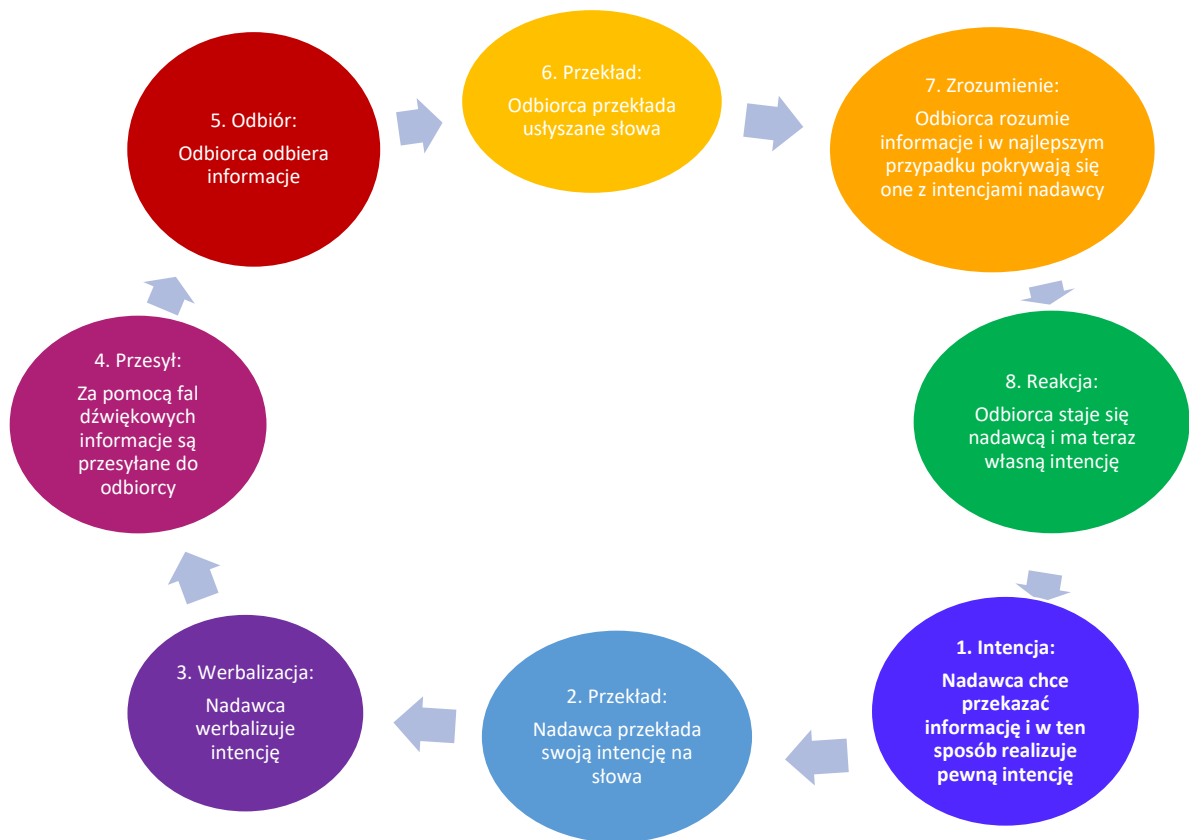 1. Intencja:
Nadawca chce
przekazać
informację i w ten
sposób realizuje
pewną intencję
2. Przekład:
Nadawca przekłada
swoją intencję na
słowa
3. Werbalizacja:
Nadawca
werbalizuje
intencję
4. Przesył:
Za pomocą fal
dźwiękowych
informacje są
przesyłane do
odbiorcy
5. Odbiór:
Odbiorca odbiera
informacje
6. Przekład:
Odbiorca przekłada
usłyszane słowa
7. Zrozumienie:
Odbiorca rozumie
informacje i w najlepszym
przypadku pokrywają się
one z intencjami nadawcy
8. Reakcja:
Odbiorca staje się
nadawcą i ma teraz
własną intencję